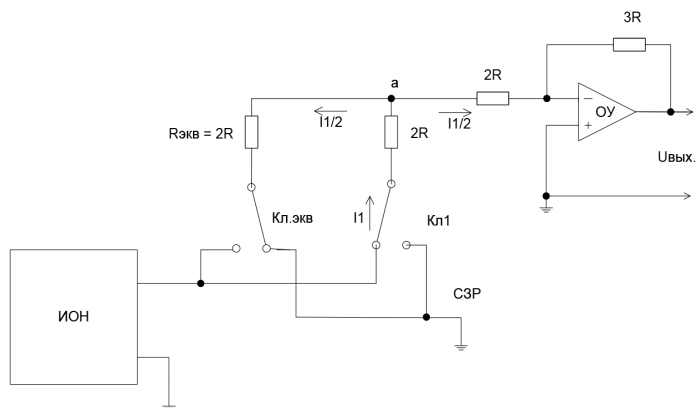 3R
2R
a
ОУ
I1/2
I1/2
Rэкв = 2R
2R
Uвых.
Кл.экв
I1
Кл1
СЗР
ИОН